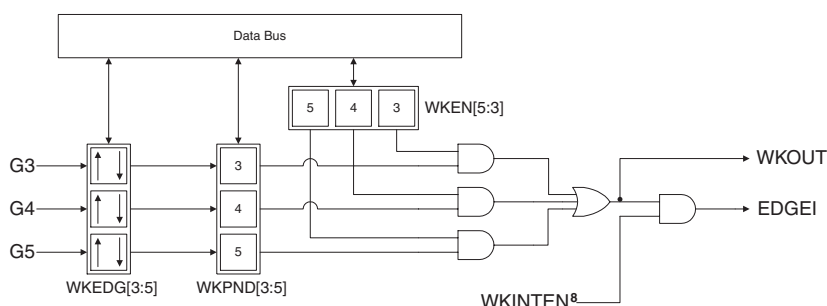 Data Bus
5 4 3 WKEN[5:3]
G3 3 WKOUT
G4 4 EDGEI
G5 5
WKEDG[3:5] WKPND[3:5]
WKINTEN⁸